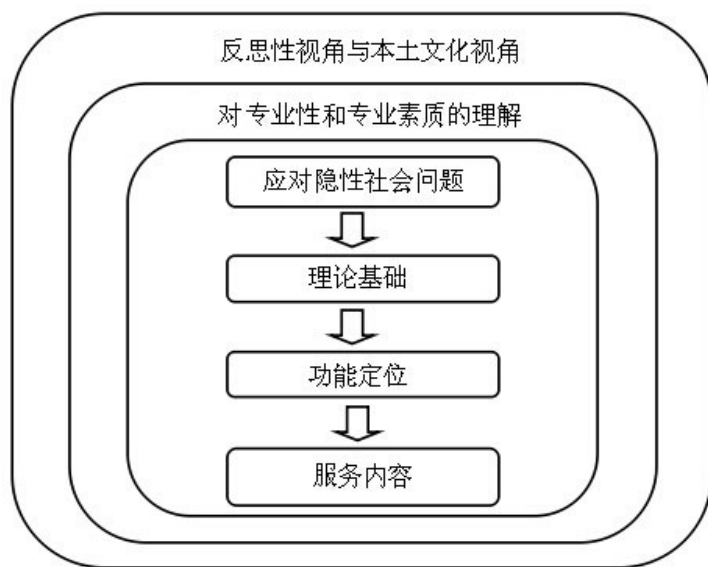 反思性视角与本土文化视角
对专业性和专业素质的理解
应对隐性社会问题
理论基础
功能定位
服务内容